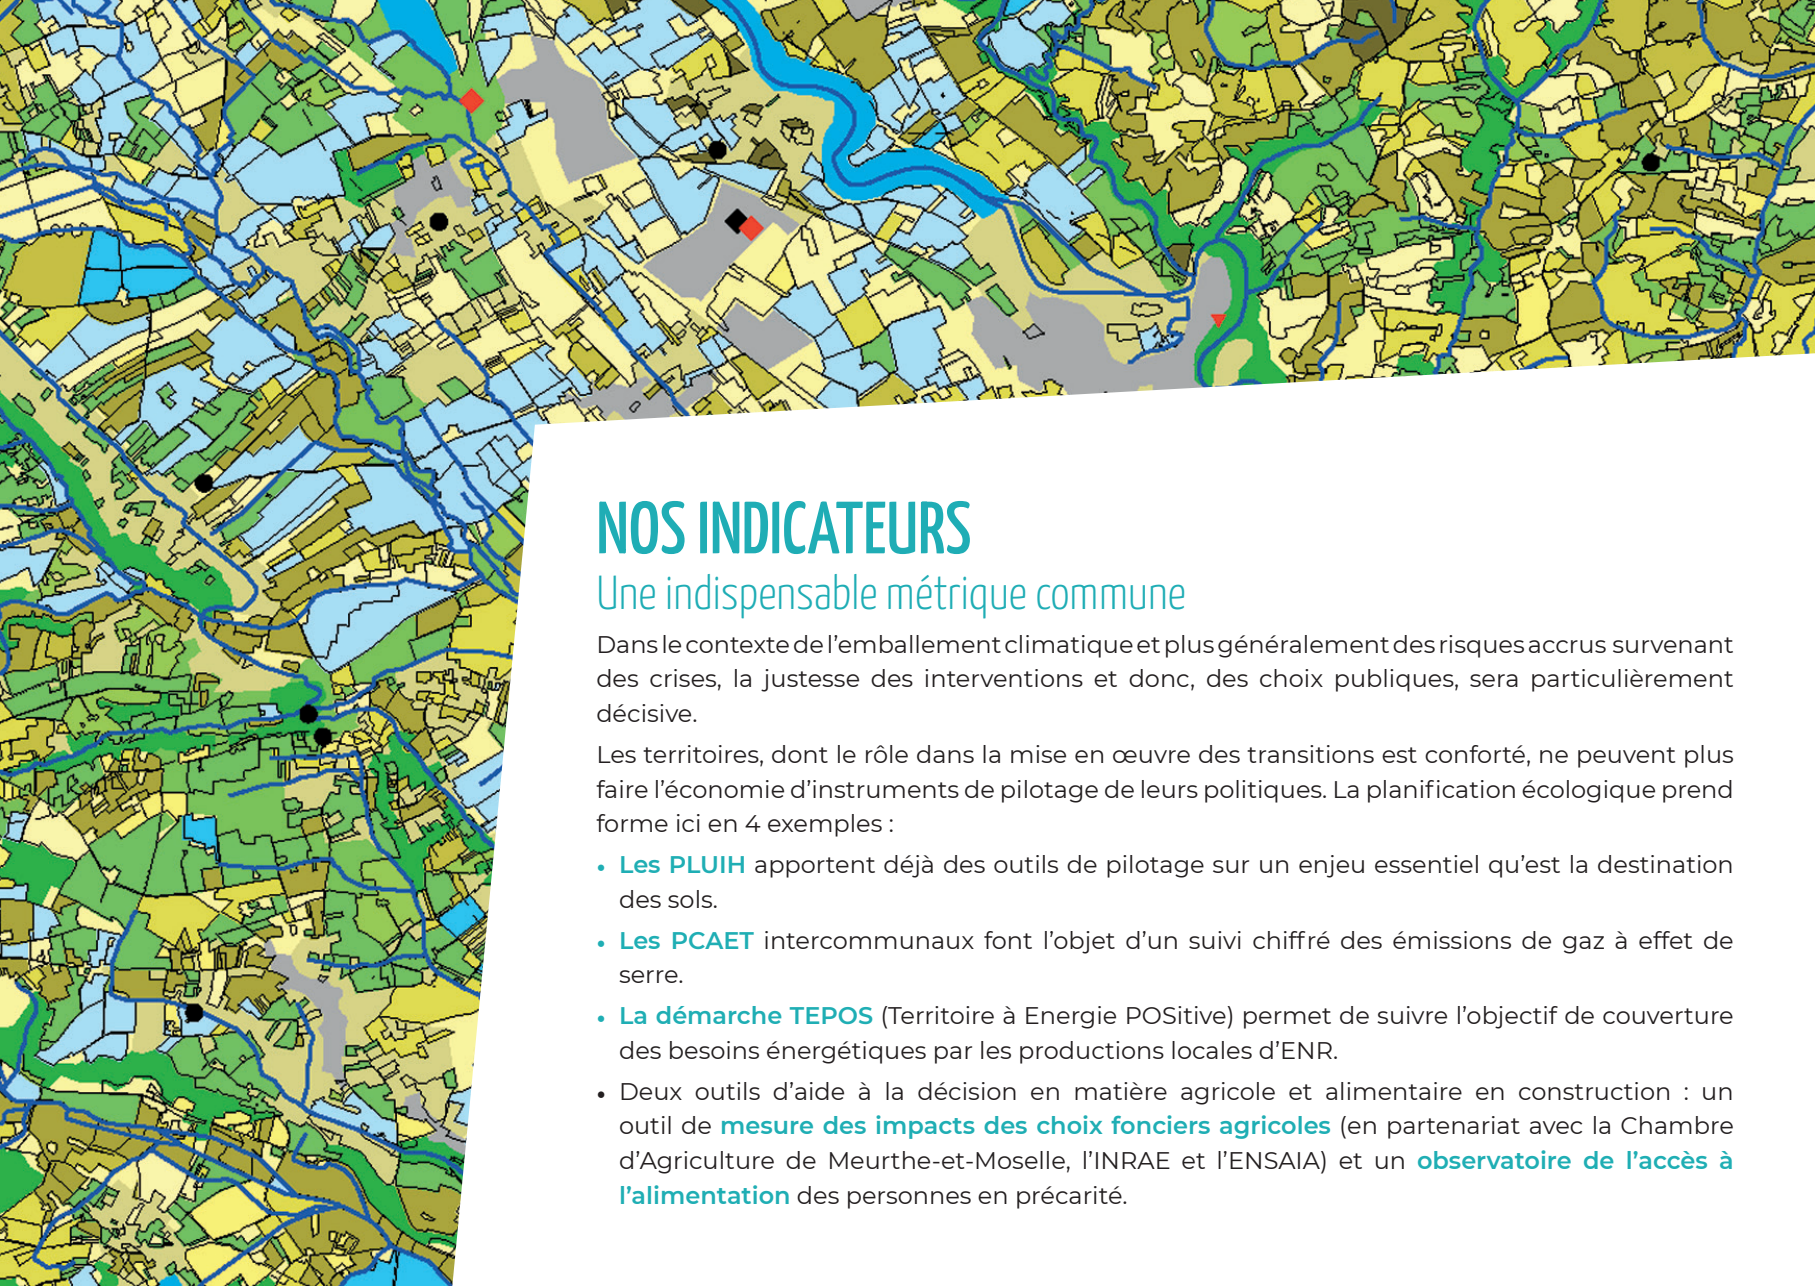 NOS INDICATEURS
Une indispensable métrique commune
Dans le contexte de l’emballement climatique et plus généralement des risques accrus survenant
des crises, la justesse des interventions et donc, des choix publiques, sera particulièrement
décisive.
Les territoires, dont le rôle dans la mise en œuvre des transitions est conforté, ne peuvent plus
faire l’économie d’instruments de pilotage de leurs politiques. La planification écologique prend
forme ici en 4 exemples :
• Les PLUIH apportent déjà des outils de pilotage sur un enjeu essentiel qu’est la destination
des sols.
• Les PCAET intercommunaux font l’objet d’un suivi chiffré des émissions de gaz à effet de
serre.
• La démarche TEPOS (Territoire à Energie POSitive) permet de suivre l’objectif de couverture
des besoins énergétiques par les productions locales d’ENR.
• Deux outils d’aide à la décision en matière agricole et alimentaire en construction : un
outil de mesure des impacts des choix fonciers agricoles (en partenariat avec la Chambre
d’Agriculture de Meurthe-et-Moselle, l’INRAE et l’ENSAIA) et un observatoire de l’accès à
l’alimentation des personnes en précarité.